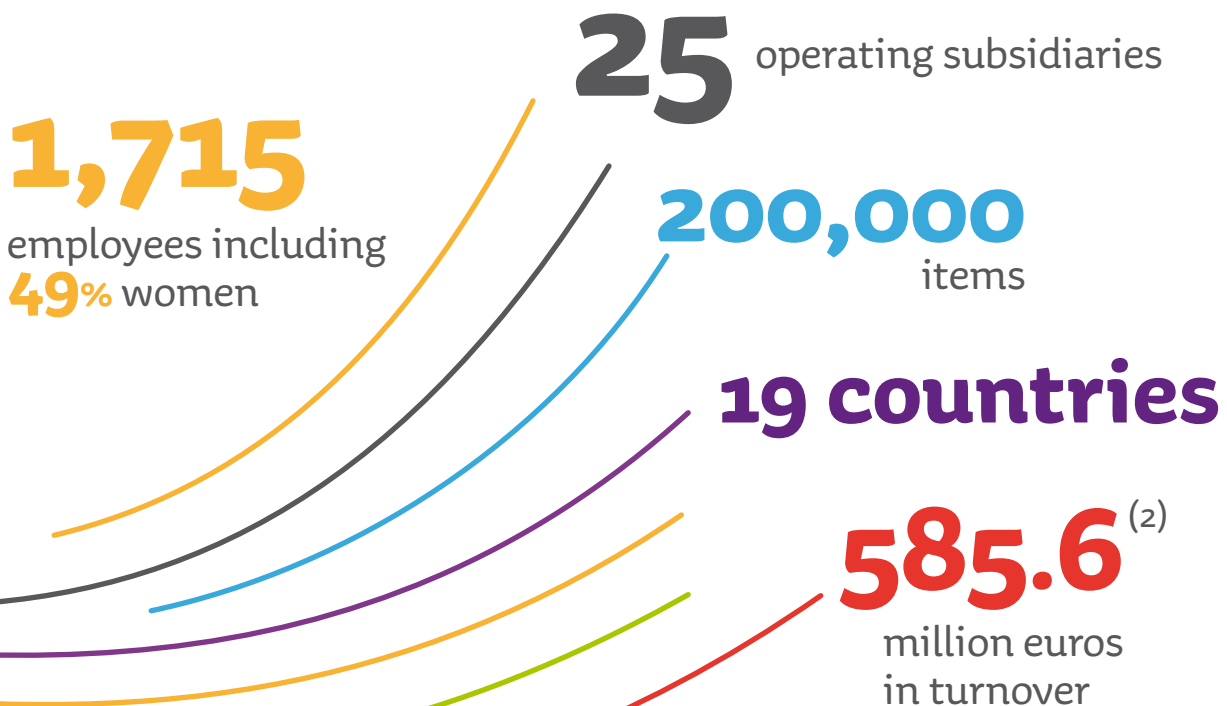 25 operating subsidiaries
1,715
employees including
49% women
200,000
items
19 countries
585.6 (2)
million euros
in turnover